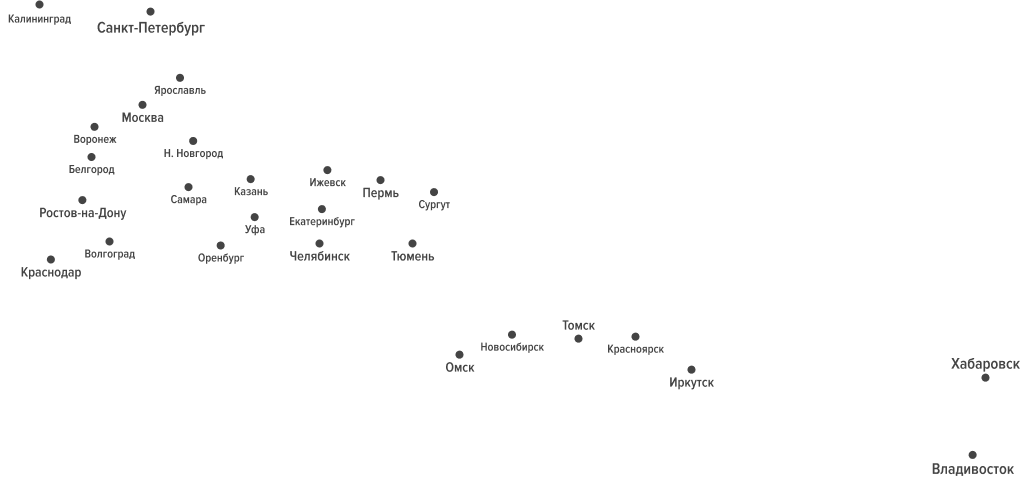 Калининград
Санкт-Петербург
Ярославль
Москва
Воронеж
Н. Новгород
Белгород
Ижевск
Казань
Пермь
Самара
Сургут
Ростов-на-Дону
Екатеринбург
Уфа
Волгоград
Оренбург
Челябинск
Тюмень
Краснодар
Томск
Новосибирск
Красноярск
Омск
Хабаровск
Иркутск
Владивосток